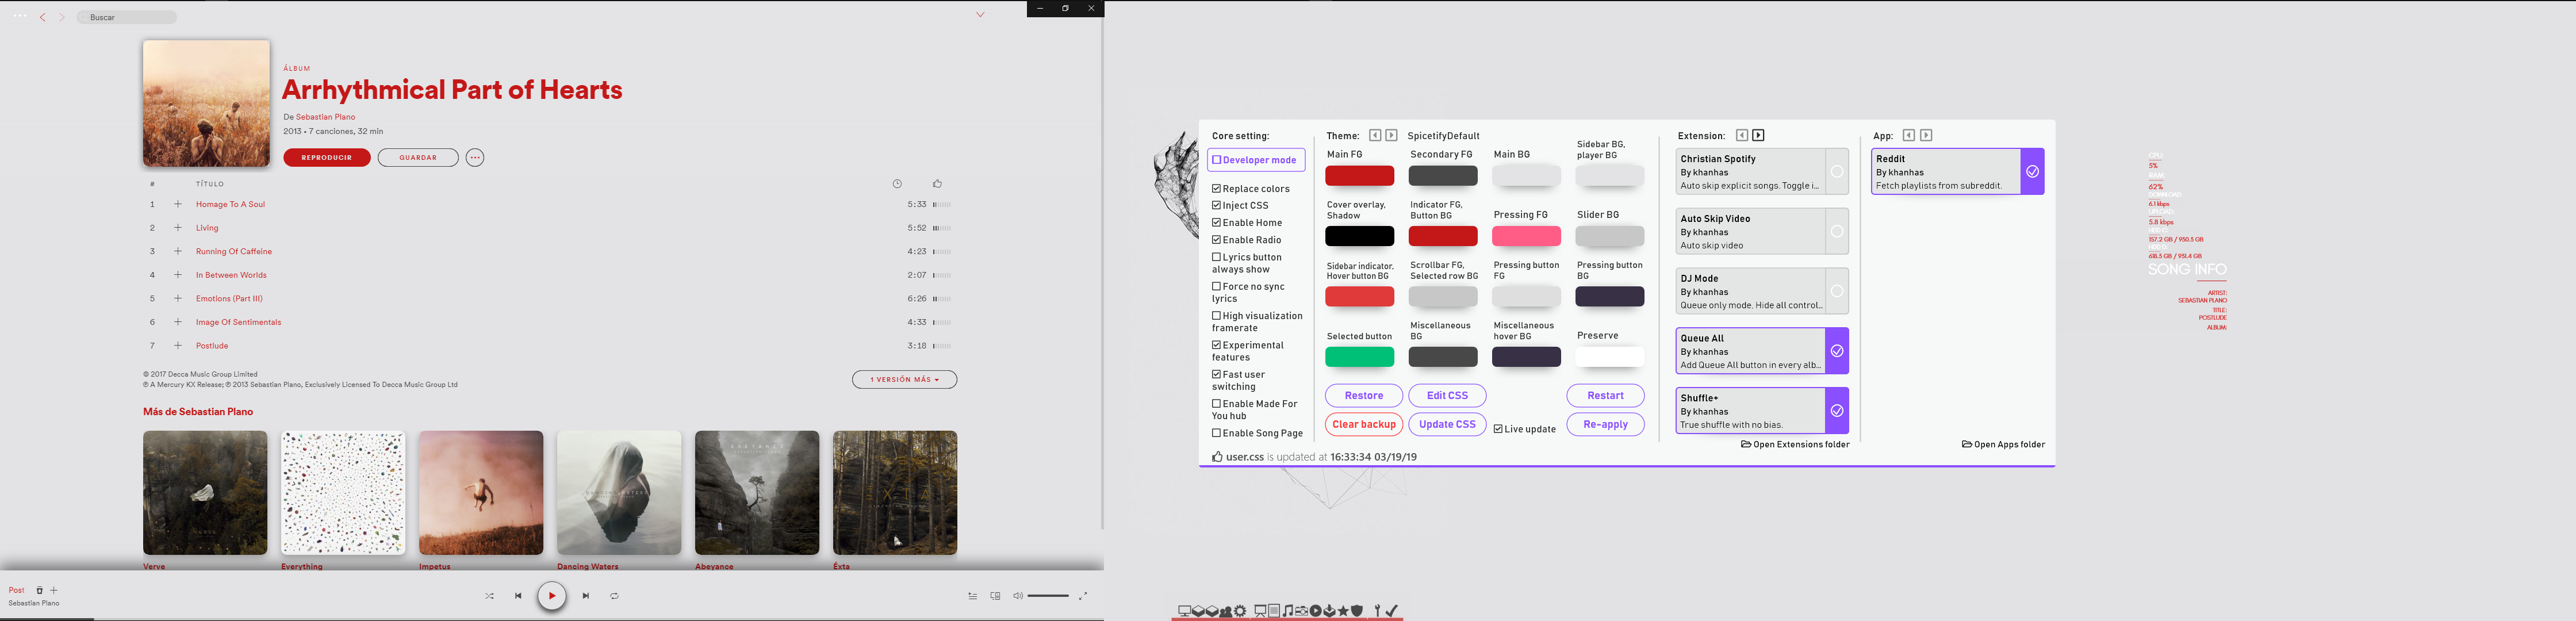 Buscar
ÁLBUM
Arrhythmical Part of Hearts
De Sebastian Plano
2013 • 7 canciones, 32 min
REPRODUCIR
GUARDAR
# TÍTULO
1 Homage To A Soul 5:33
2 Living 5:52
3 Running Of Caffeine 4:23
4 In Between Worlds 2:07
5 Emotions (Part III) 6:26
6 Image Of Sentimentals 4:33
7 Postlude 3:18
© 2017 Decca Music Group Limited
℗ A Mercury KX Release; ℗ 2013 Sebastian Plano, Exclusively Licensed To Decca Music Group Ltd
1 VERSIÓN MÁS
Más de Sebastian Plano
Verve
Everything
Impetus
Dancing Waters
Abeyance
Éxta
Post
Sebastian Plano
Core setting:
Developer mode
Replace colors
Inject CSS
Enable Home
Enable Radio
Lyrics button
always show
Force no sync
lyrics
High visualization
framerate
Experimental
features
Fast user
switching
Enable Made For
You hub
Enable Song Page
user.css is updated at 16:33:34 03/19/19
Theme: SpicetifyDefault
Main FG
Secondary FG
Main BG
Sidebar BG,
player BG
Cover overlay,
Shadow
Indicator FG,
Button BG
Pressing FG
Slider BG
Sidebar indicator,
Hover button BG
Scrollbar FG,
Selected row BG
Pressing button
FG
Pressing button
BG
Selected button
Miscellaneous
BG
Miscellaneous
hover BG
Preserve
Restore
Edit CSS
Restart
Clear backup
Update CSS
Live update
Re-apply
Extension:
Christian Spotify
By khanhas
Auto skip explicit songs. Toggle i...
Auto Skip Video
By khanhas
Auto skip video
DJ Mode
By khanhas
Queue only mode. Hide all control...
Queue All
By khanhas
Add Queue All button in every alb...
Shuffle+
By khanhas
True shuffle with no bias.
Open Extensions folder
App:
Reddit
By khanhas
Fetch playlists from subreddit.
Open Apps folder
CPU:
5%
RAM:
62%
DOWNLOAD:
6.1 kbps
UPLOAD:
5.8 kbps
157.2 GB / 930.5 GB
618.3 GB / 931.4 GB
SONG INFO
ARTIST:
SEBASTIAN PLANO
TITLE:
POSTLUDE
ALBUM: